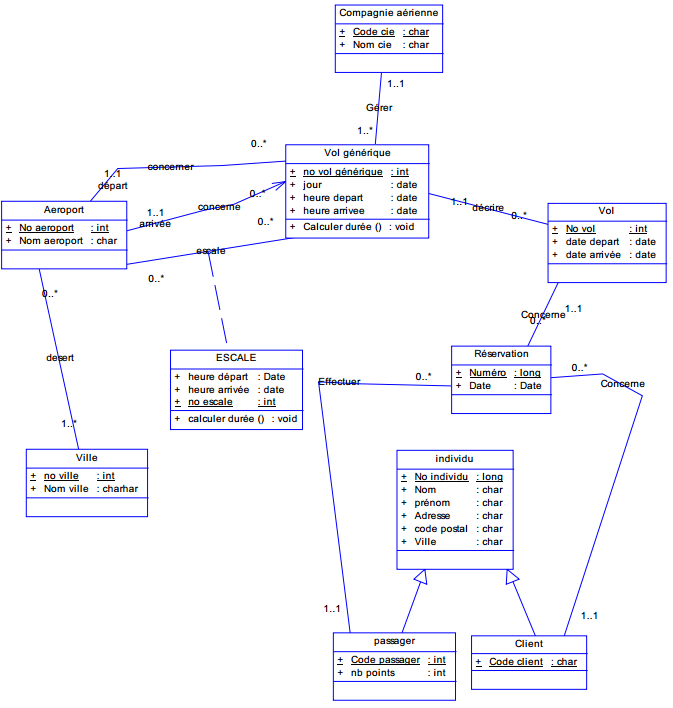 Compagnie aérienne
+ Code cie : char
+ Nom cie : char
1..1
Gérer
1..*
Vol générique
+ no vol générique : int
+ jour : date
+ heure depart : date
+ heure arrivee : date
+ Calculer durée () : void
0..*
concerner
1..1
départ
0..*
concerne
1..1
arrivée
0..*
escale
0..*
Aeroport
+ No aeroport : int
+ Nom aeroport : char
1..1
décrire
0..*
Vol
+ No vol : int
+ date depart : date
+ date arrivée : date
1..1
Concerne
0..*
0..*
desert
1..*
ESCALE
+ heure départ : Date
+ heure arrivée : date
+ no escale : int
+ calculer durée () : void
Réservation
+ Numéro : long
+ Date : Date
0..*
Effectuer
0..*
Concerne
Ville
+ no ville : int
+ Nom ville : charhar
individu
+ No individu : long
+ Nom : char
+ prénom : char
+ Adresse : char
+ code postal : char
+ Ville : char
1..1
1..1
passager
+ Code passager : int
+ nb points : int
Client
+ Code client : char